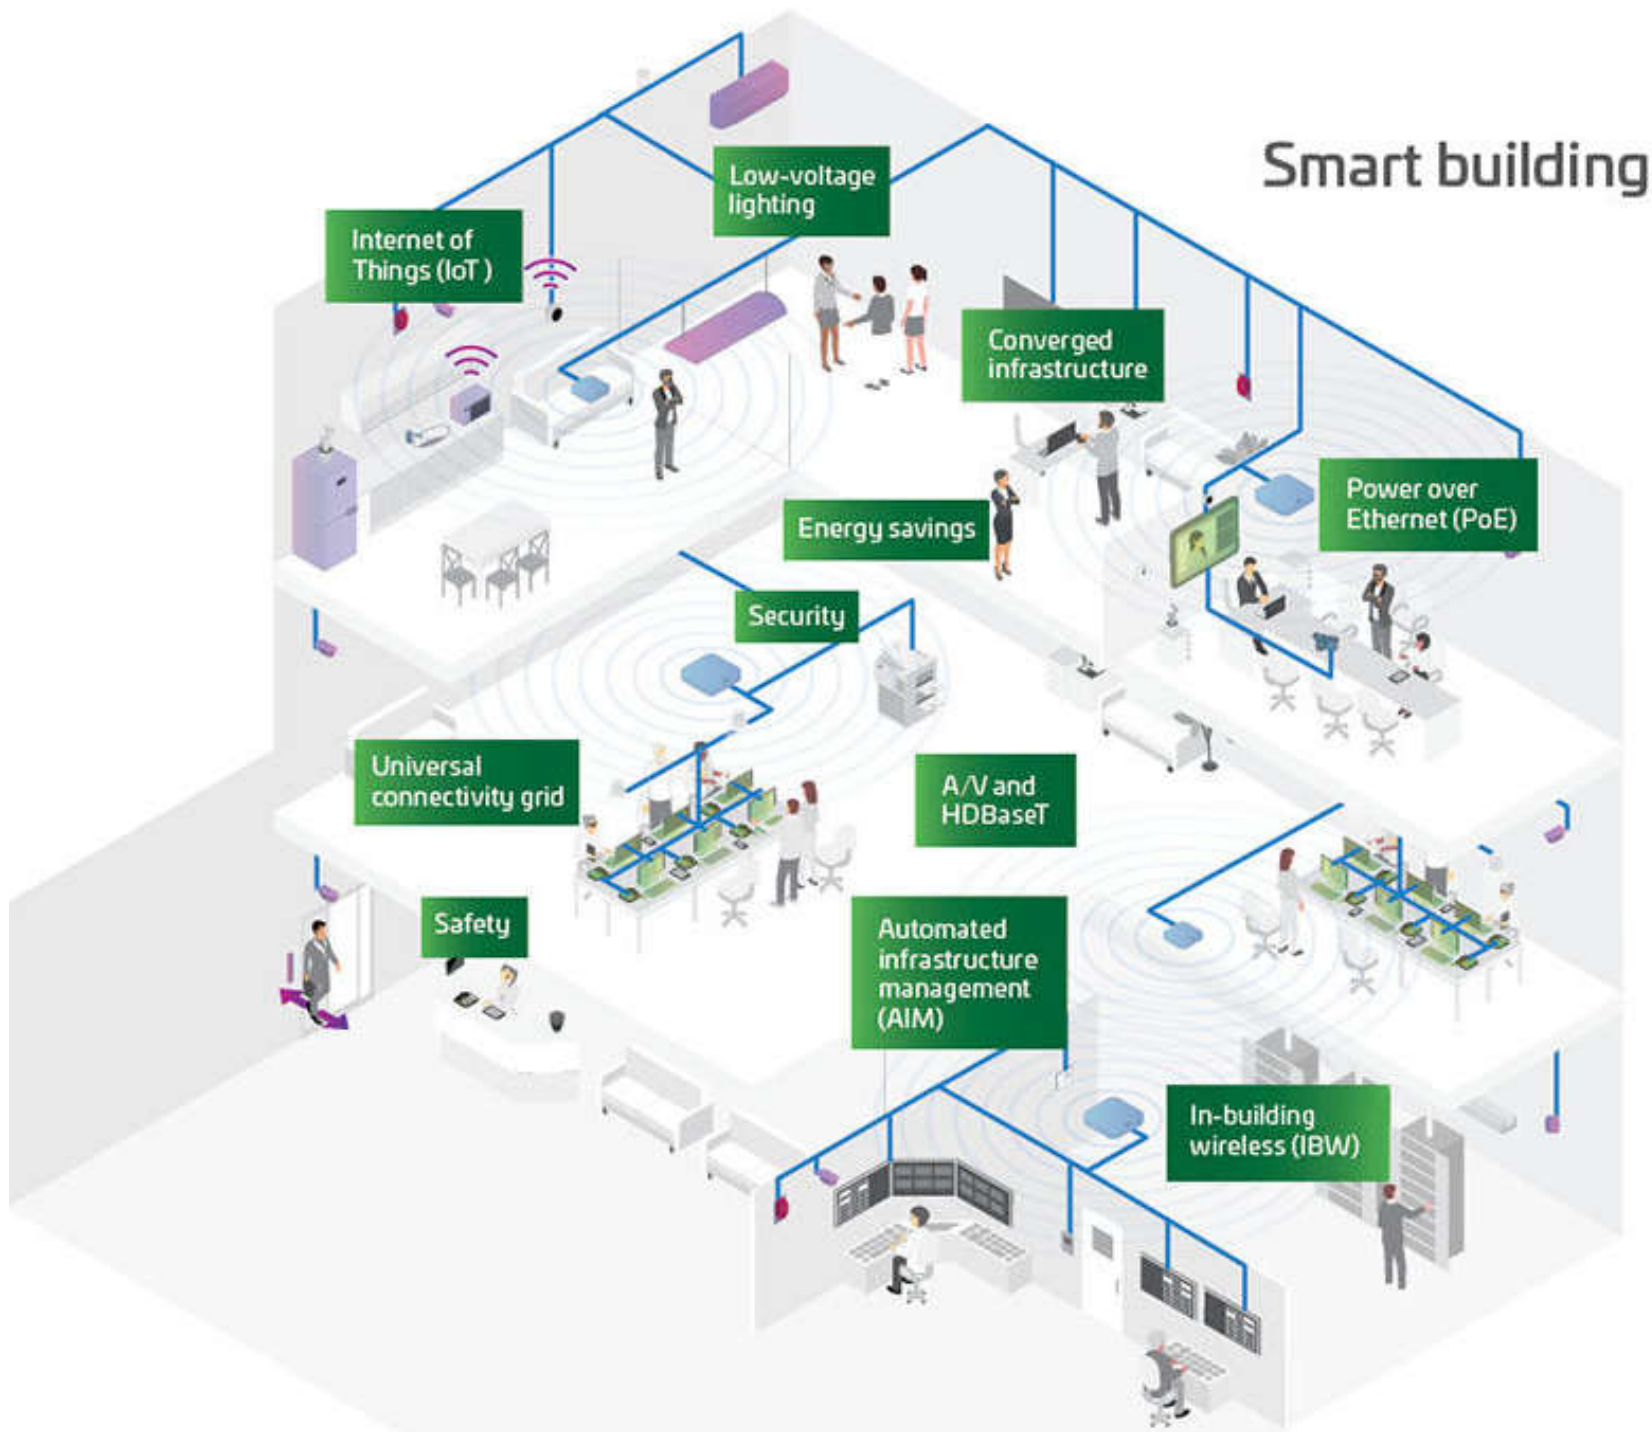 Smart building
Low-voltage
lighting
Internet of
Things (IoT )
Converged
infrastructure
Power over
Ethernet (PoE)
Energy savings
Security
Universal
connectivity grid
A/V and
HDBaseT
Safety
Automated
infrastructure
management
(AIM)
In-building
wireless (IBW)